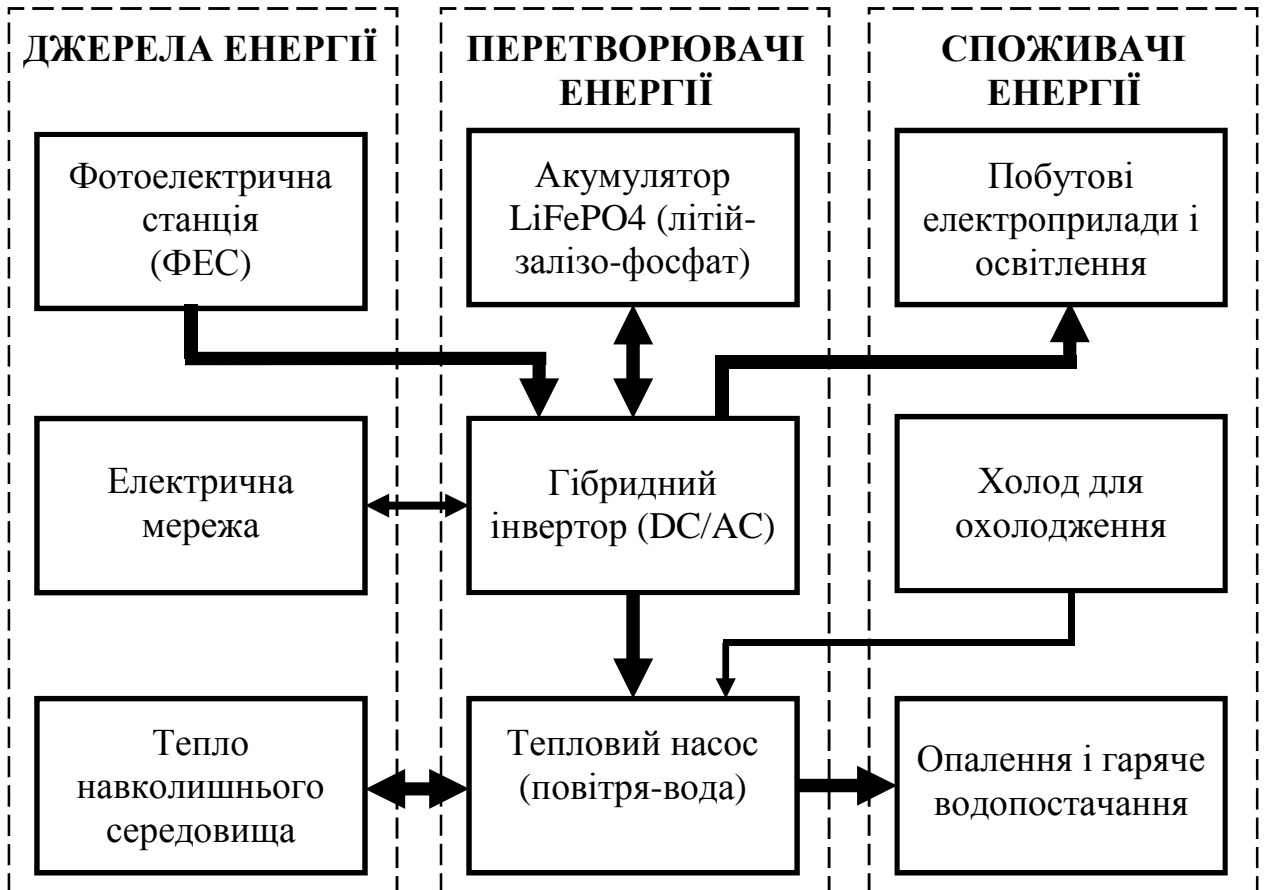 ДЖЕРЕЛА ЕНЕРГІЇ
Фотоелектрична
станція
(ФЕС)
Електрична
мережа
Тепло
навколишнього
середовища
ПЕРЕТВОРЮВАЧІ
ЕНЕРГІЇ
Акумулятор
LiFePO4 (літій-
залізо-фосфат)
Гібридний
інвертор (DC/AC)
Тепловий насос
(повітря-вода)
СПОЖИВАЧІ
ЕНЕРГІЇ
Побутові
електроприлади і
освітлення
Холод для
охолодження
Опалення і гаряче
водопостачання